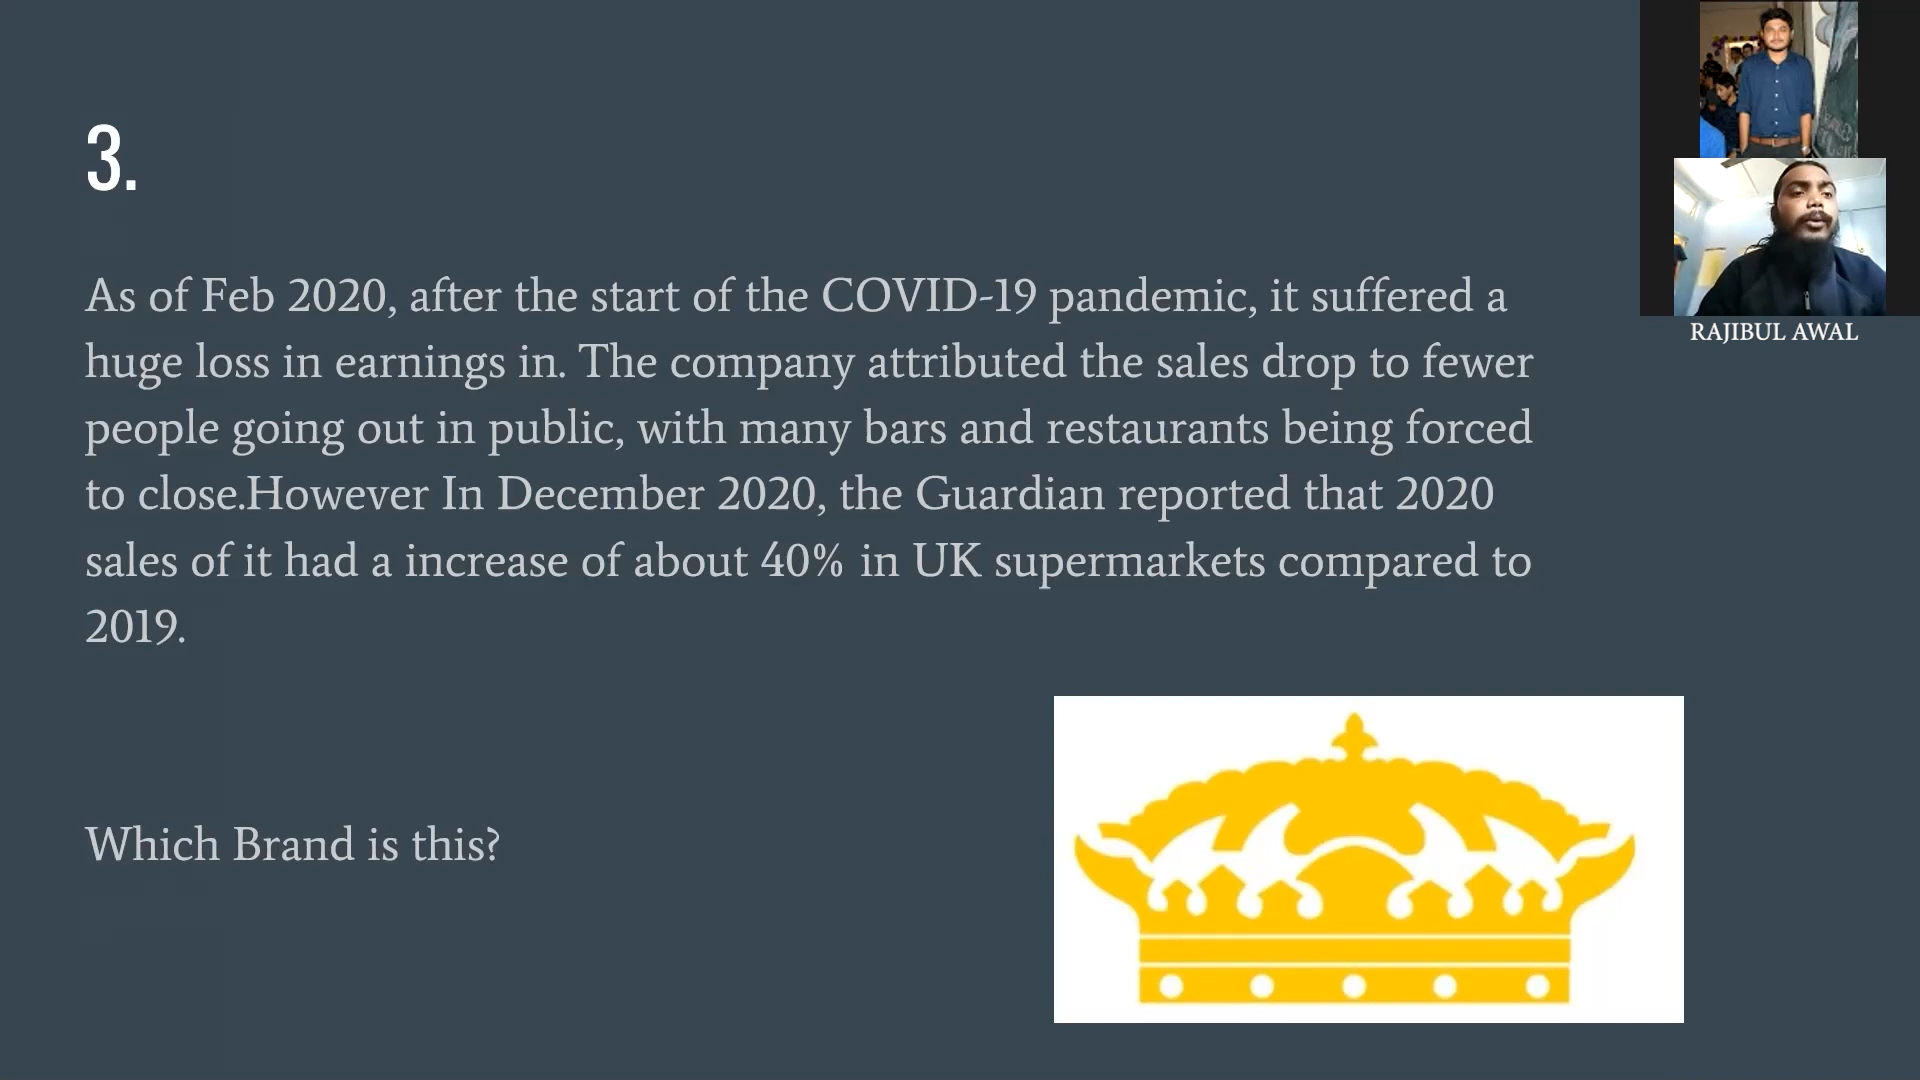 3.
As of Feb 2020, after the start of the COVID-19 pandemic, it suffered a
huge loss in earnings in. The company attributed the sales drop to fewer
people going out in public, with many bars and restaurants being forced
to close.However In December 2020, the Guardian reported that 2020
sales of it had a increase of about 40% in UK supermarkets compared to
2019.
Which Brand is this?
RAJIBUL AWAL